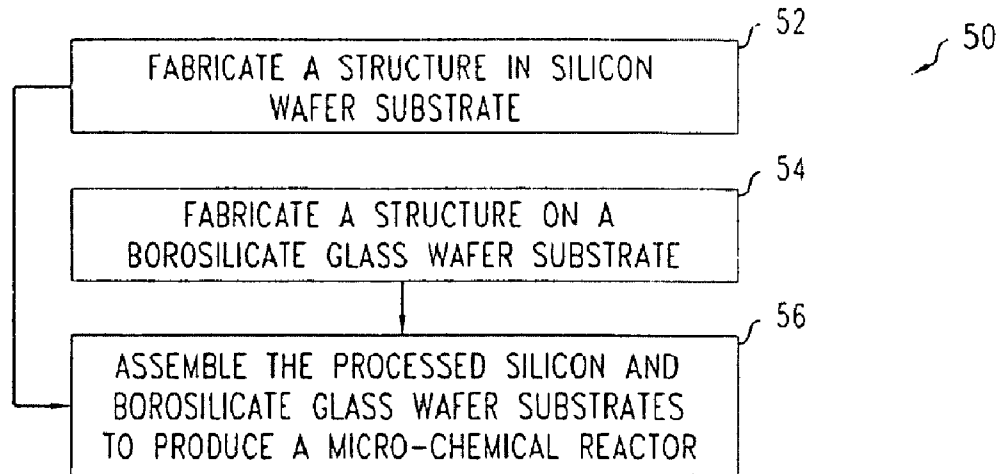 52
50
FABRICATE A STRUCTURE IN SILICON
WAFER SUBSTRATE
54
FABRICATE A STRUCTURE ON A
BOROSILICATE GLASS WAFER SUBSTRATE
56
ASSEMBLE THE PROCESSED SILICON AND
BOROSILICATE GLASS WAFER SUBSTRATES
TO PRODUCE A MICRO-CHEMICAL REACTOR